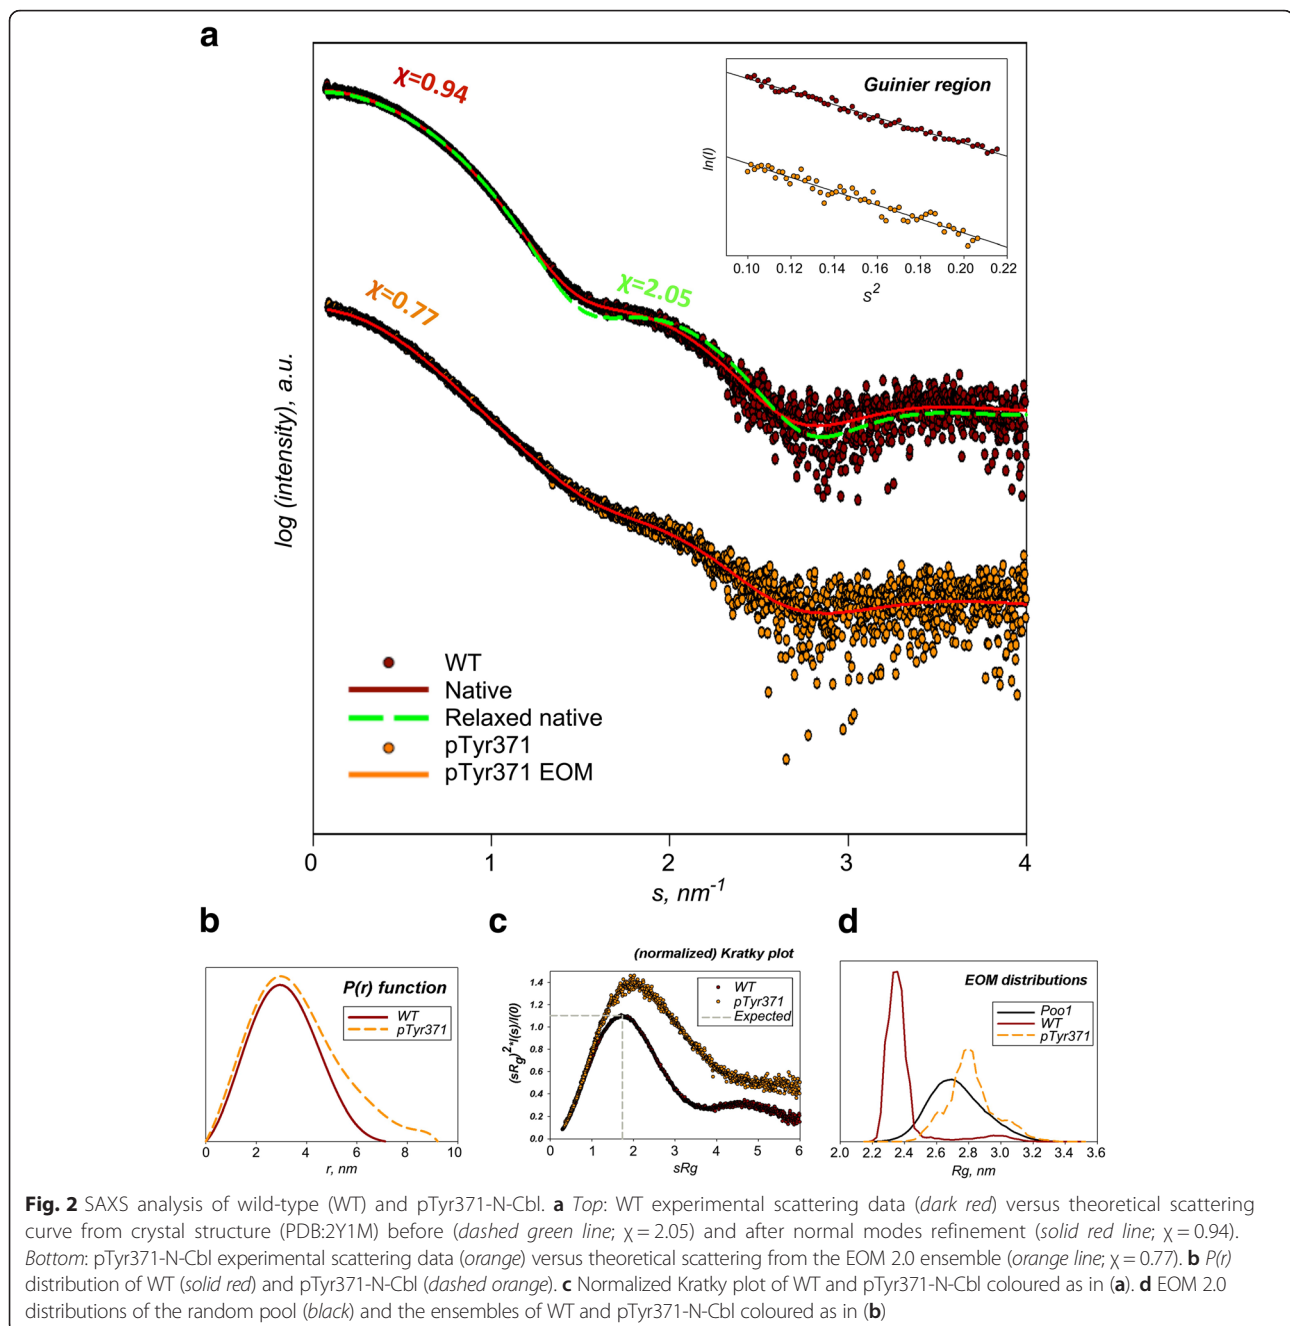 a
χ=0.94
Guinier region
ln(I)
0.10 0.12 0.14 0.16 0.18 0.20 0.22
s²
χ=2.05
χ=0.77
log (intensity), a.u.
WT
Native
Relaxed native
pTyr371
pTyr371 EOM
0 1 2 3 4
s, nm⁻¹
b
P(r) function
WT
pTyr371
0 2 4 6 8 10
r, nm
c
(normalized) Kratky plot
WT
pTyr371
Expected
(sRg)²*I(s)/I(0)
1.4
1.2
1.0
0.8
0.6
0.4
0.2
0.0
0 1 2 3 4 5 6
sRg
d
EOM distributions
Poo1
WT
pTyr371
2.0 2.4 2.8 3.2 3.6
Rg, nm
Fig. 2 SAXS analysis of wild-type (WT) and pTyr371-N-Cbl. a Top: WT experimental scattering data (dark red) versus theoretical scattering
curve from crystal structure (PDB:2Y1M) before (dashed green line; χ = 2.05) and after normal modes refinement (solid red line; χ = 0.94).
Bottom: pTyr371-N-Cbl experimental scattering data (orange) versus theoretical scattering from the EOM 2.0 ensemble (orange line; χ = 0.77). b P(r)
distribution of WT (solid red) and pTyr371-N-Cbl (dashed orange). c Normalized Kratky plot of WT and pTyr371-N-Cbl coloured as in (a). d EOM 2.0
distributions of the random pool (black) and the ensembles of WT and pTyr371-N-Cbl coloured as in (b)